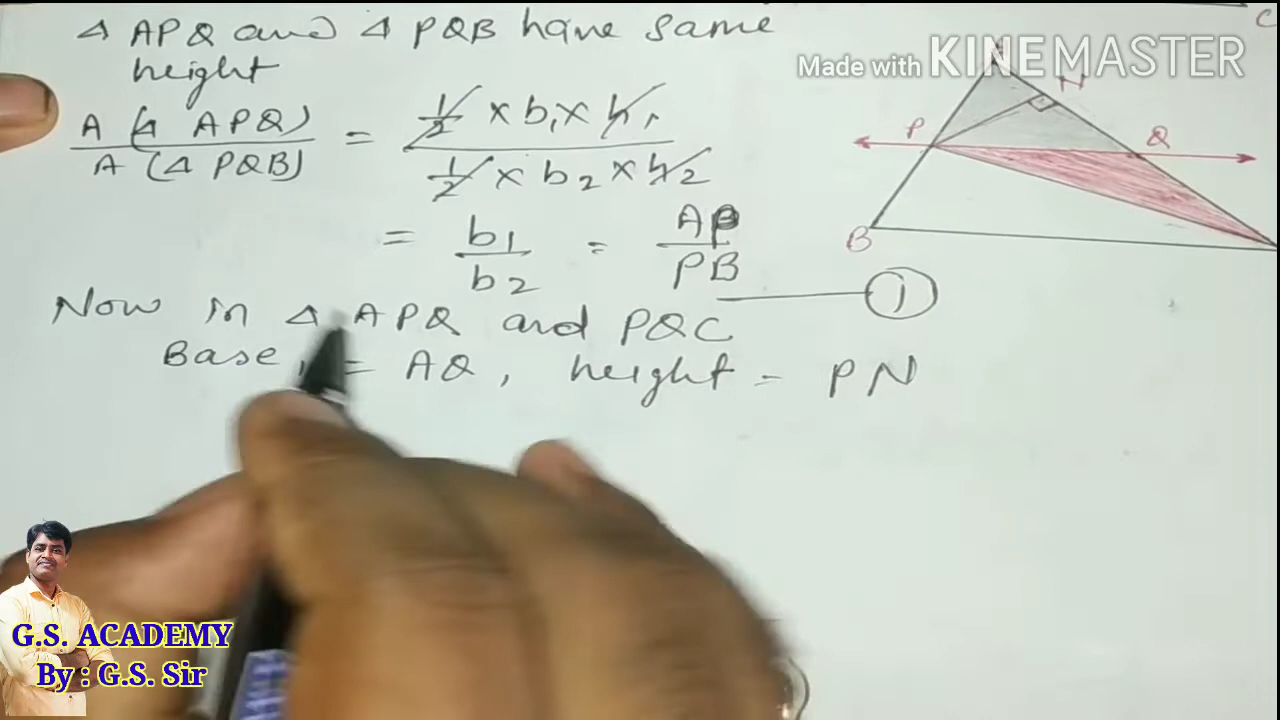 Δ APQ and Δ PQB have same
height
A (Δ APQ) / A (Δ PQB) = 1/2 × b1 × h1 / 1/2 × b2 × h2
= b1 / b2 = AP / PB
1
Now in Δ APQ and PQC
Base, = AQ, height = PN
C
Made with KINEMASTER
N
P
Q
B
G.S. ACADEMY
By : G.S. Sir